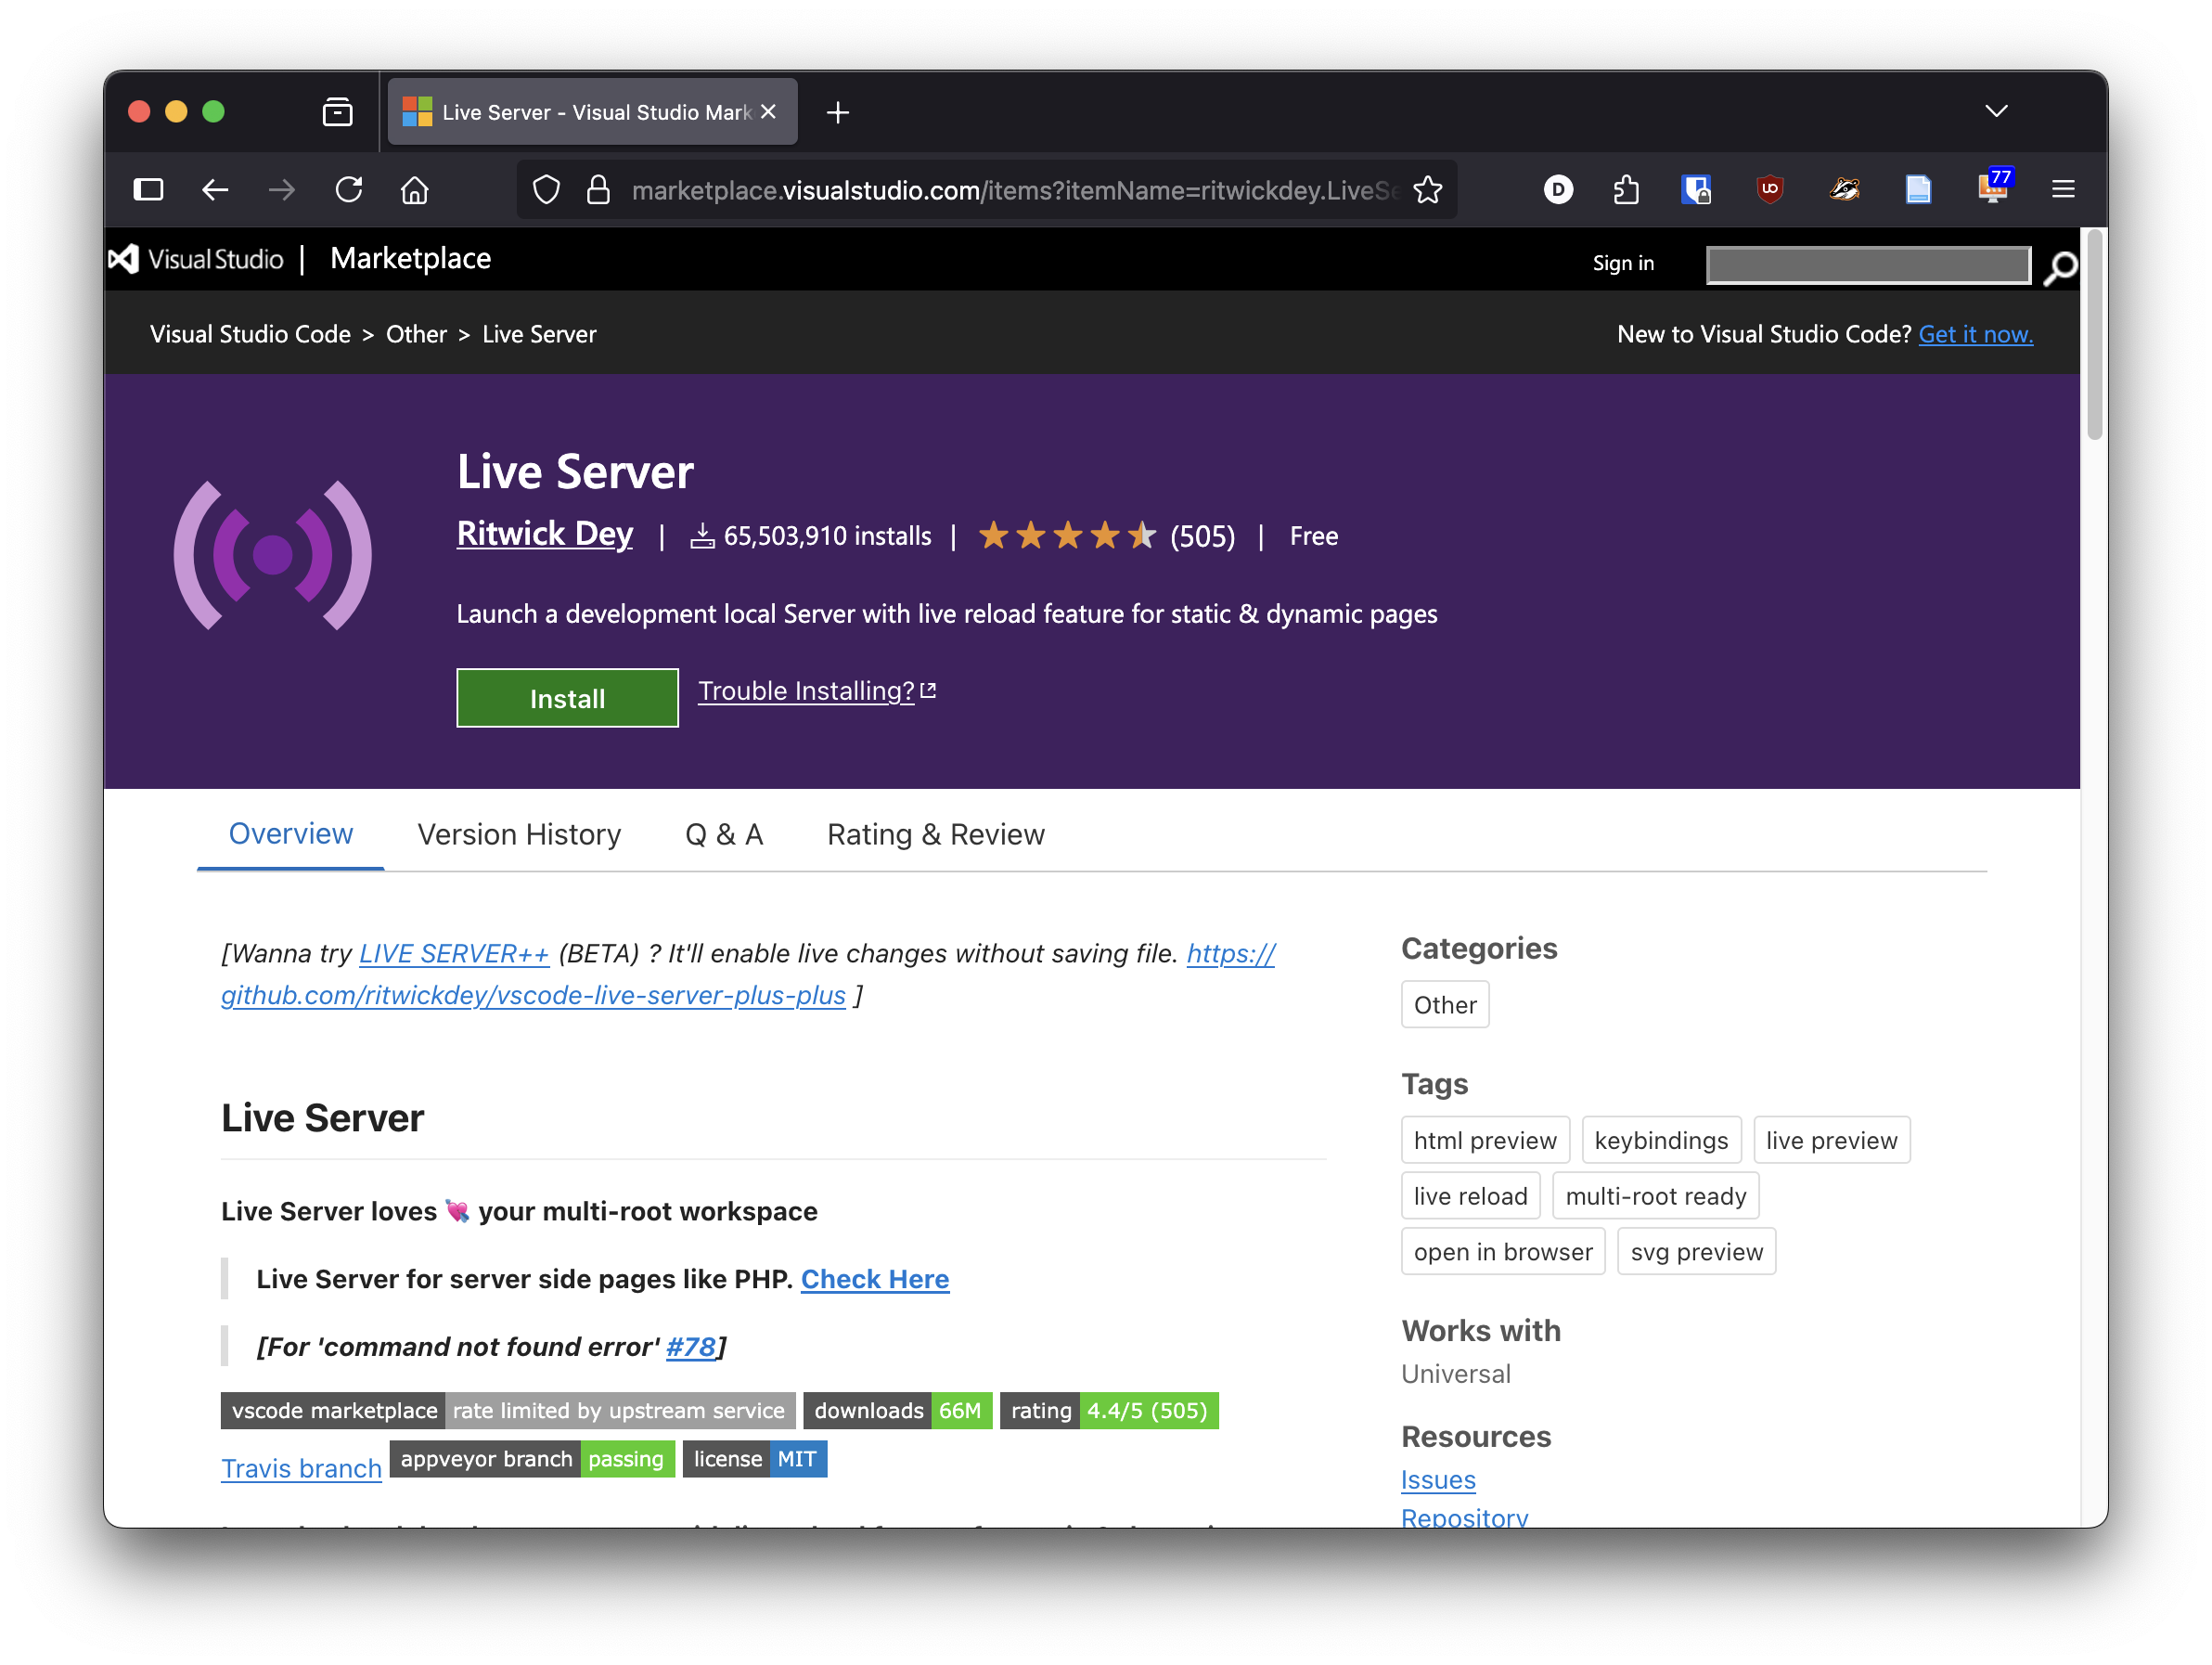 Live Server - Visual Studio Mark
marketplace.visualstudio.com/items?itemName=ritwickdey.LiveSe
D
77
Visual Studio | Marketplace
Sign in
Visual Studio Code > Other > Live Server
New to Visual Studio Code? Get it now.
Live Server
Ritwick Dey | 65,503,910 installs | (505) | Free
Launch a development local Server with live reload feature for static & dynamic pages
Install
Trouble Installing?
Overview
Version History
Q & A
Rating & Review
[Wanna try LIVE SERVER++ (BETA) ? It'll enable live changes without saving file. https://
github.com/ritwickdey/vscode-live-server-plus-plus ]
Live Server
Live Server loves 💘 your multi-root workspace
Live Server for server side pages like PHP. Check Here
[For 'command not found error' #78]
vscode marketplace rate limited by upstream service
downloads 66M
rating 4.4/5 (505)
Travis branch
appveyor branch passing
license MIT
Categories
Other
Tags
html preview
keybindings
live preview
live reload
multi-root ready
open in browser
svg preview
Works with
Universal
Resources
Issues
Repository